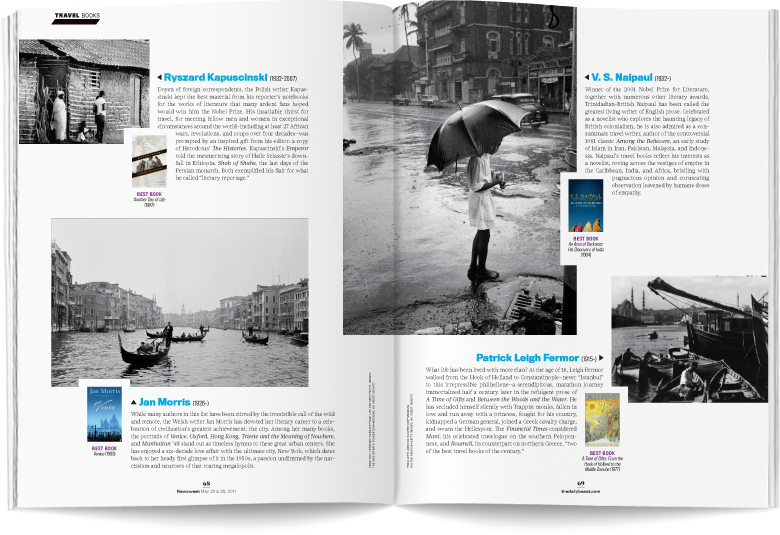 TRAVEL BOOKS
Ryszard Kapuscinski (1932-2007)
Doyen of foreign correspondents, the Polish writer Kapus-
cinski kept the best material from his reporter's notebooks
for the works of literature that many ardent fans hoped
would win him the Nobel Prize. His insatiable thirst for
travel, for meeting fellow men and women in exceptional
circumstances around the world—including at least 27 African
wars, revolutions, and coups over four decades—was
prompted by an inspired gift from his editor: a copy
of Herodotus' The Histories. Kapuscinski's Emperor
told the mesmerizing story of Haile Selassie's down-
fall in Ethiopia, Shah of Shahs, the last days of the
Persian monarch. Both exemplified his flair for what
he called "literary reportage."
BEST BOOK
Another Day of Life
(1987)
Jan Morris
Venice
BEST BOOK
Venice (1960)
Jan Morris (1926-)
While many authors in this list have been stirred by the irresistible call of the wild
and remote, the Welsh writer Jan Morris has devoted her literary career to a cele-
bration of civilization's greatest achievement: the city. Among her many books,
the portraits of Venice, Oxford, Hong Kong, Trieste and the Meaning of Nowhere,
and Manhattan '45 stand out as timeless hymns to these great urban centers. She
has enjoyed a six-decade love affair with the ultimate city, New York, which dates
back to her heady first glimpse of it in the 1950s, a passion undimmed by the nar-
cissism and neuroses of that roaring megalopolis.
68
Newsweek May 23 & 30, 2011
V. S. Naipaul (1932-)
Winner of the 2001 Nobel Prize for Literature,
together with numerous other literary awards,
Trinidadian-British Naipaul has been called the
greatest living writer of English prose. Celebrated
as a novelist who explores the haunting legacy of
British colonialism, he is also admired as a con-
summate travel writer, author of the controversial
1981 classic Among the Believers, an early study
of Islam in Iran, Pakistan, Malaysia, and Indone-
sia. Naipaul's travel books reflect his interests as
a novelist, roving across the vestiges of empire in
the Caribbean, India, and Africa, bristling with
pugnacious opinion and coruscating
observation leavened by humane doses
of empathy.
V.S. NAIPAUL
BEST BOOK
An Area of Darkness:
His Discovery of India
(1964)
Patrick Leigh Fermor (1915-)
What life has been lived with more élan? At the age of 18, Leigh Fermor
walked from the Hook of Holland to Constantinople—never "Istanbul"
to this irrepressible philhellene—a serendipitous, marathon journey
immortalized half a century later in the refulgent prose of
A Time of Gifts and Between the Woods and the Water. He
has secluded himself silently with Trappist monks, fallen in
love and run away with a princess, fought for his country,
kidnapped a German general, joined a Greek cavalry charge,
and swum the Hellespont. The Financial Times considered
Mani, his celebrated travelogue on the southern Pelopon-
nese, and Roumeli, its counterpart on northern Greece, "two
of the best travel books of the century."
BEST BOOK
A Time of Gifts: From the
Hook of Holland to the
Middle Danube (1977)
69
thedailybeast.com